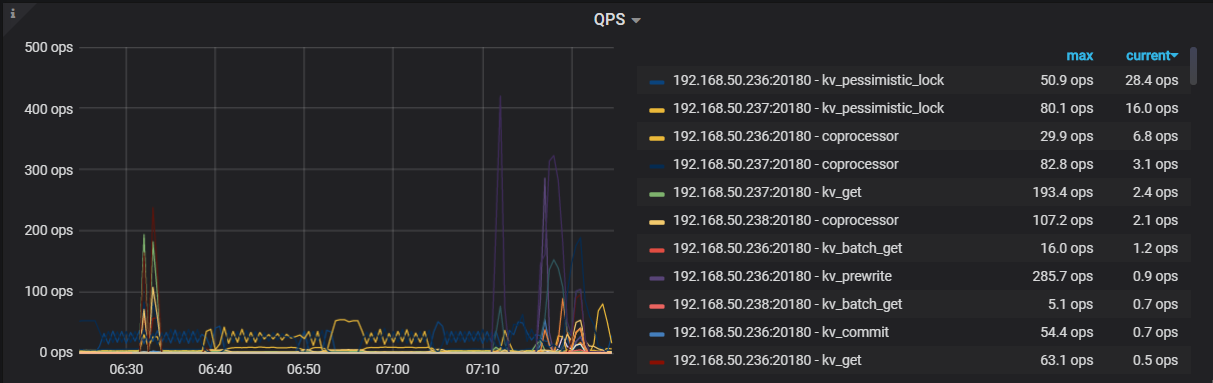 i
QPS
500 ops
400 ops
300 ops
200 ops
100 ops
0 ops
06:30 06:40 06:50 07:00 07:10 07:20
max current
192.168.50.236:20180 - kv_pessimistic_lock 50.9 ops 28.4 ops
192.168.50.237:20180 - kv_pessimistic_lock 80.1 ops 16.0 ops
192.168.50.236:20180 - coprocessor 29.9 ops 6.8 ops
192.168.50.237:20180 - coprocessor 82.8 ops 3.1 ops
192.168.50.237:20180 - kv_get 193.4 ops 2.4 ops
192.168.50.238:20180 - coprocessor 107.2 ops 2.1 ops
192.168.50.236:20180 - kv_batch_get 16.0 ops 1.2 ops
192.168.50.236:20180 - kv_prewrite 285.7 ops 0.9 ops
192.168.50.238:20180 - kv_batch_get 5.1 ops 0.7 ops
192.168.50.236:20180 - kv_commit 54.4 ops 0.7 ops
192.168.50.236:20180 - kv_get 63.1 ops 0.5 ops